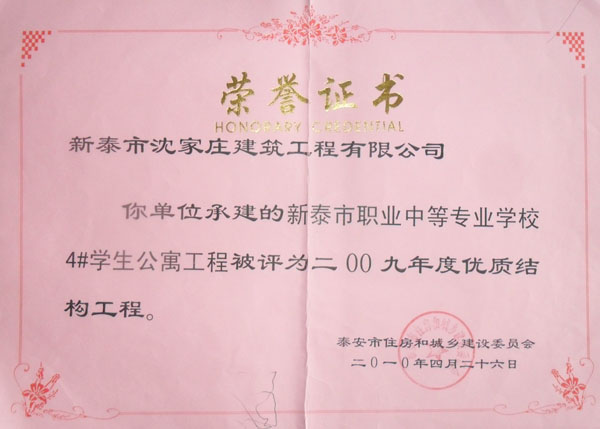 荣誉证书
HONORARY CREDENTIAL
新泰市沈家庄建筑工程有限公司
你单位承建的新泰市职业中等专业学校
4#学生公寓工程被评为二00九年度优质结
构工程。
泰安市住房和城乡建设委员会
二0一0年四月二十六日